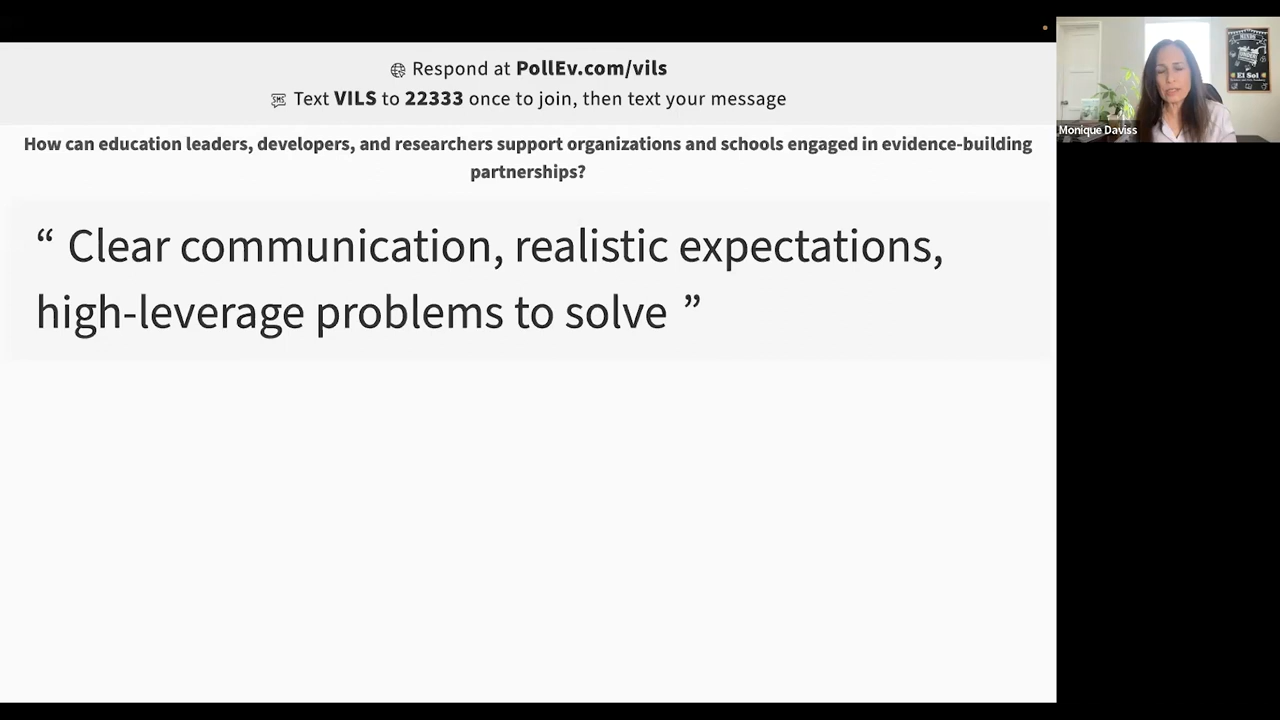 Respond at PollEv.com/vils
Text VILS to 22333 once to join, then text your message
How can education leaders, developers, and researchers support organizations and schools engaged in evidence-building
partnerships?
“ Clear communication, realistic expectations,
high-leverage problems to solve ”
Monique Daviss
El Sol